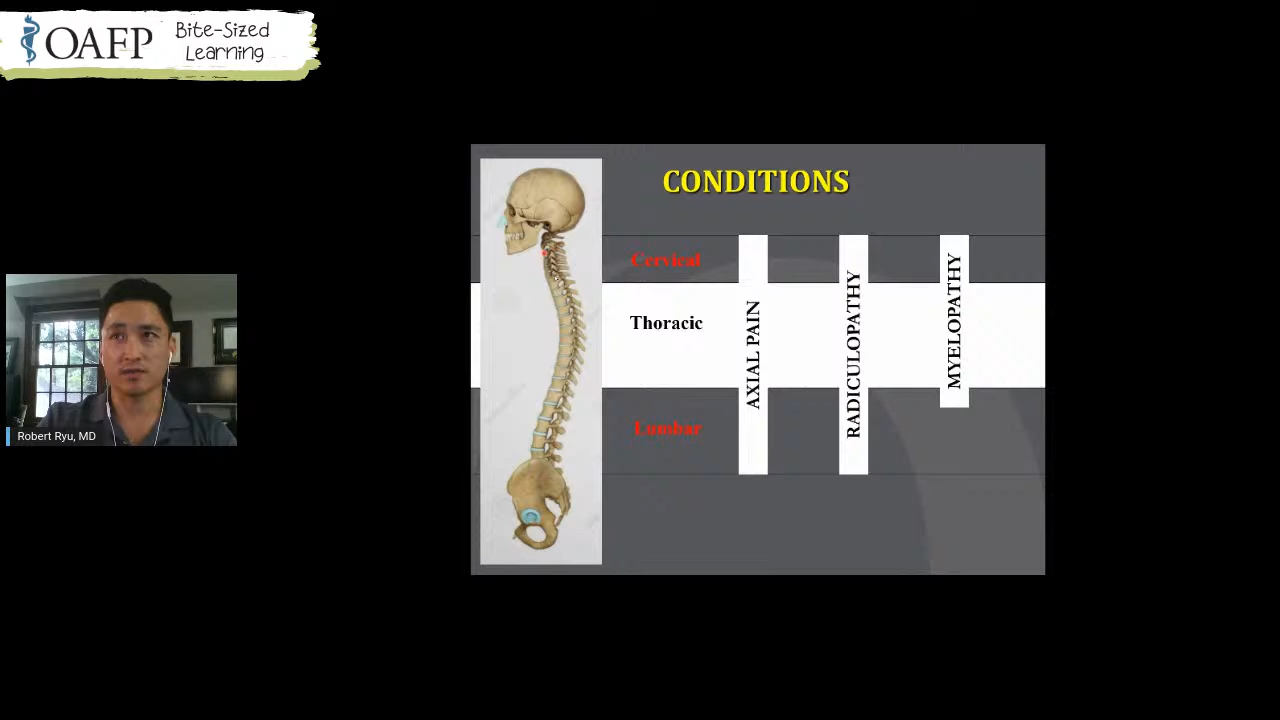 OAFP
Bite-Sized
Learning
CONDITIONS
Cervical
Thoracic
Lumbar
AXIAL PAIN
RADICULOPATHY
MYELOPATHY
Robert Ryu, MD